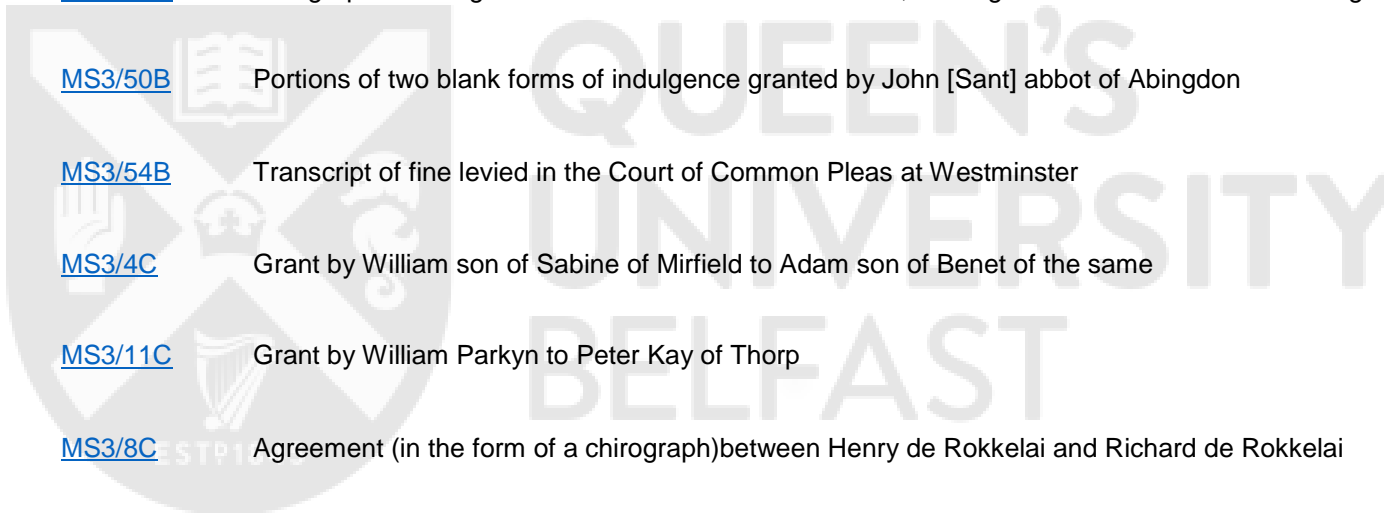 MS3/50B Portions of two blank forms of indulgence granted by John [Sant] abbot of Abingdon
MS3/54B Transcript of fine levied in the Court of Common Pleas at Westminster
MS3/4C Grant by William son of Sabine of Mirfield to Adam son of Benet of the same
MS3/11C Grant by William Parkyn to Peter Kay of Thorp
MS3/8C Agreement (in the form of a chirograph)between Henry de Rokkelai and Richard de Rokkelai
QUEEN'S
UNIVERSITY
BELFAST